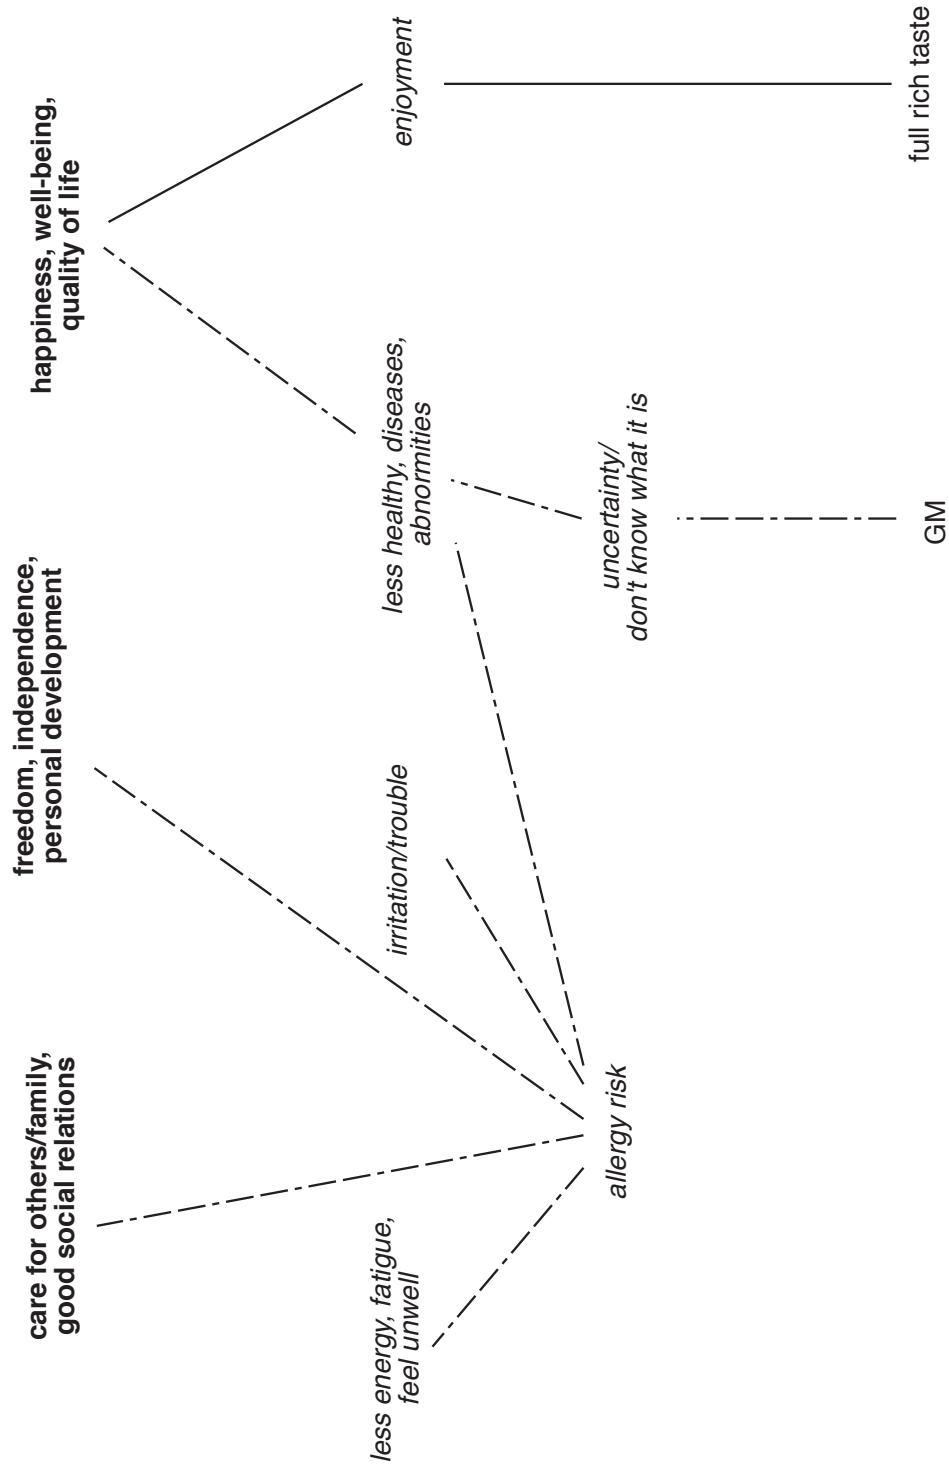 care for others/family,
good social relations
freedom, independence,
personal development
happiness, well-being,
quality of life
less energy, fatigue,
feel unwell
irritation/trouble
less healthy, diseases,
abnormities
enjoyment
allergy risk
uncertainty/
don't know what it is
GM
full rich taste